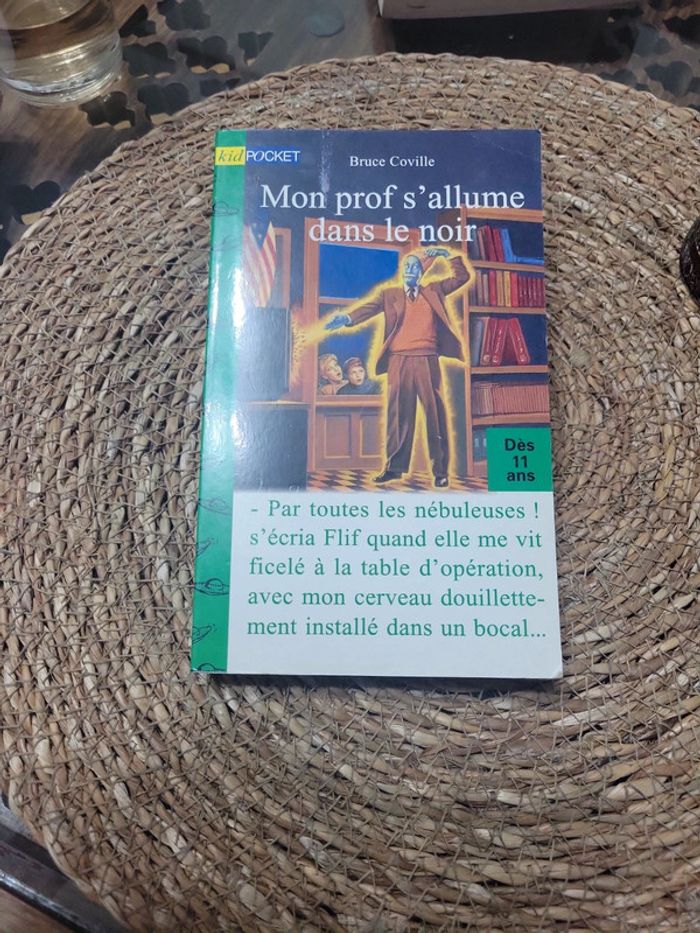 kid POCKET
Bruce Coville
Mon prof s'allume
dans le noir
Dès
11
ans
- Par toutes les nébuleuses !
s'écria Flif quand elle me vit
ficelé à la table d'opération,
avec mon cerveau douillette-
ment installé dans un bocal...